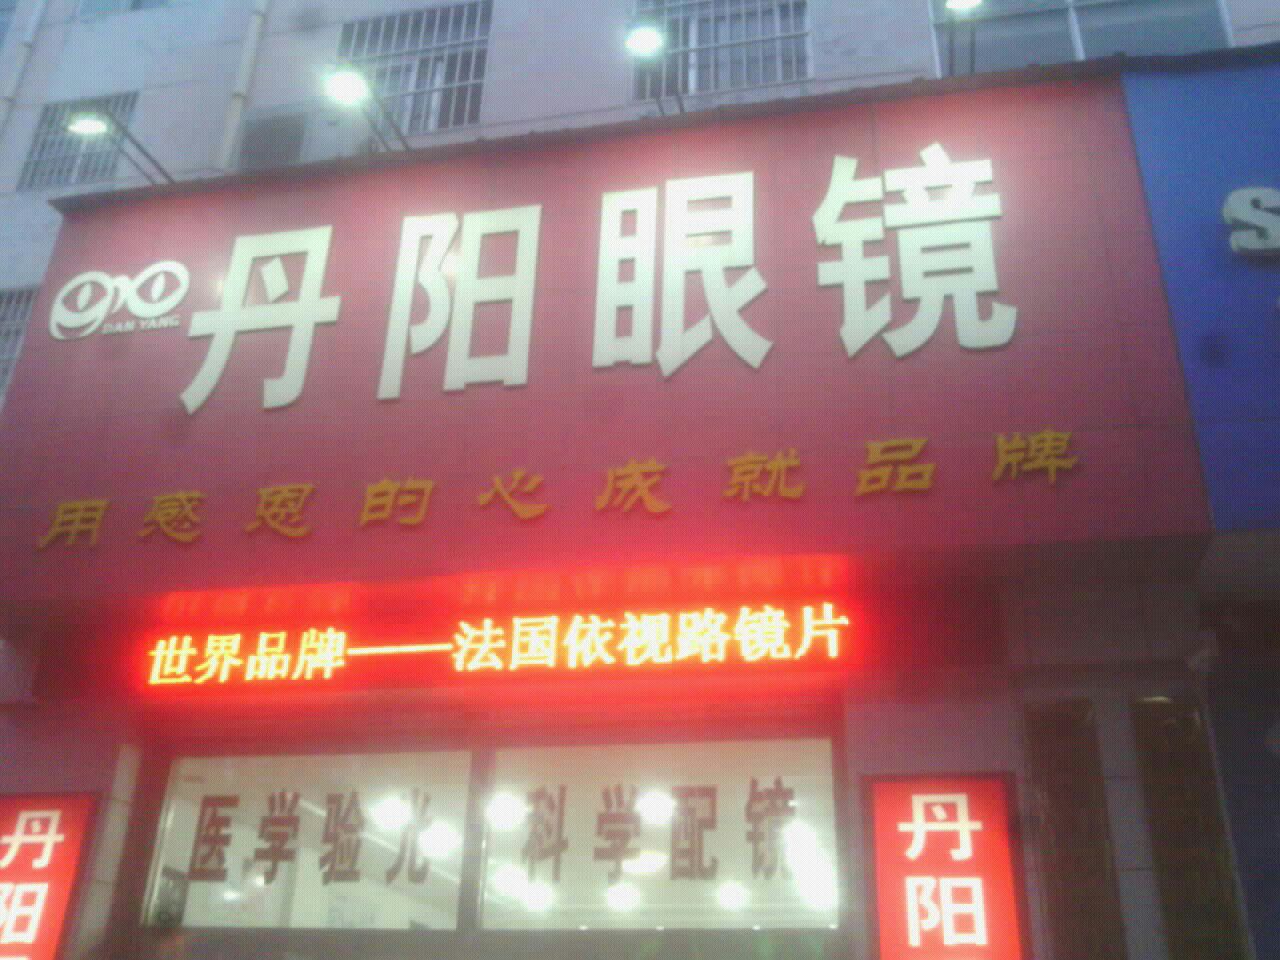 丹阳眼镜
DAN YANG
用感恩的心成就品牌
世界品牌——法国依视路镜片
医学验光 科学配镜
丹阳
丹阳
S